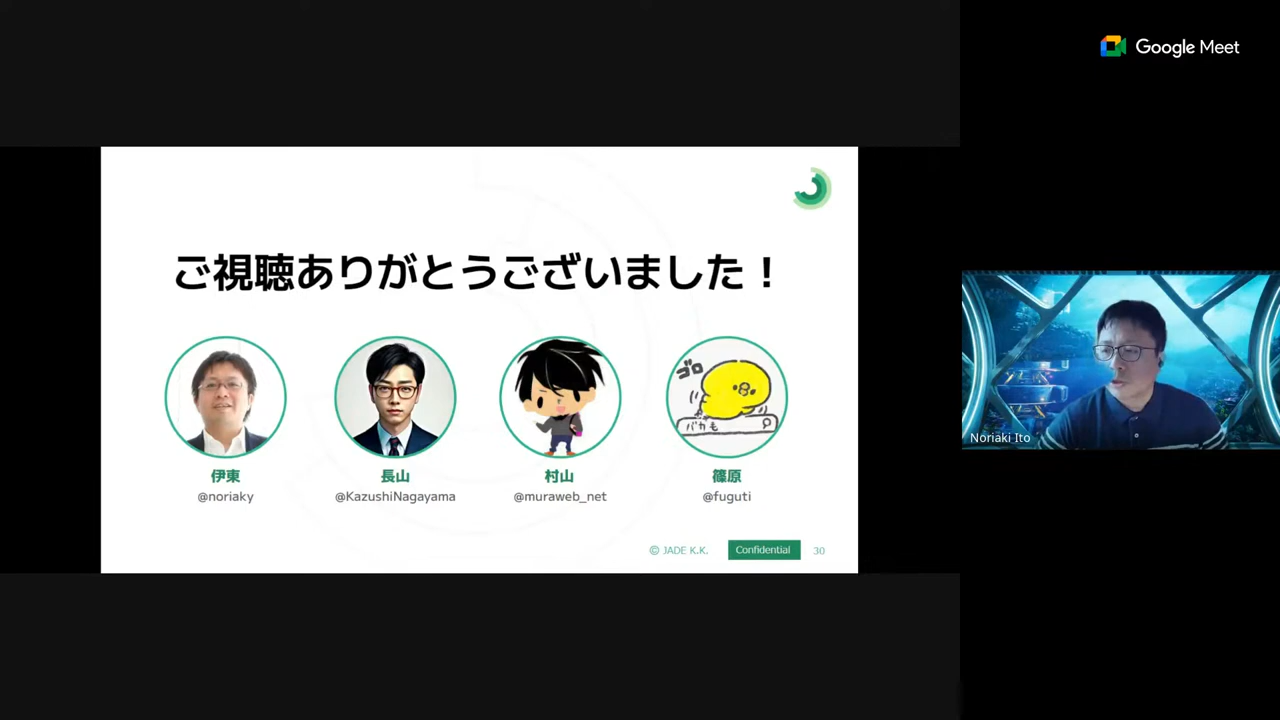 Google Meet
ご視聴ありがとうございました！
ゴロ
バカも
伊東
長山
村山
篠原
@noriaky
@KazushiNagayama
@muraweb_net
@fuguti
© JADE K.K.
Confidential
30
Noriaki Ito